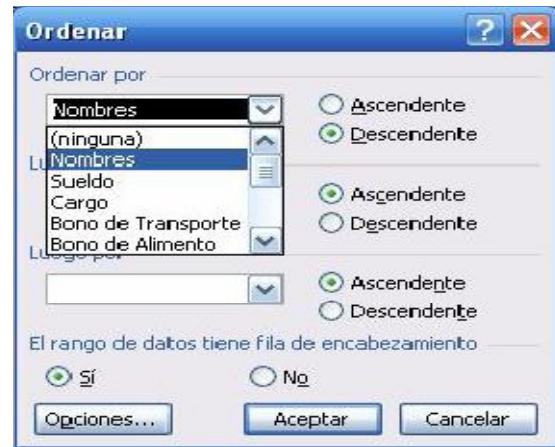 Ordenar
Ordenar por
Nombres
Ascendente
Descendente
(ninguna)
Nombres
Sueldo
Cargo
Bono de Transporte
Bono de Alimento
Ascendente
Descendente
Ascendente
Descendente
El rango de datos tiene fila de encabezamiento
Sí
No
Opciones...
Aceptar
Cancelar